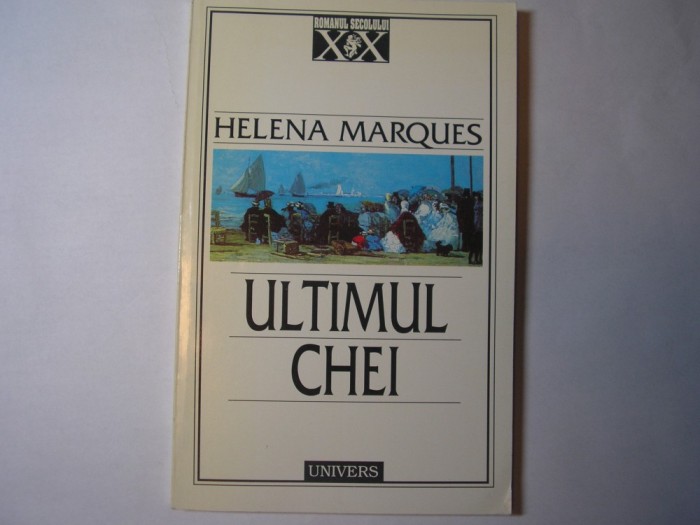 ROMANUL SECOLULUI
XX
HELENA MARQUES
ULTIMUL
CHEI
UNIVERS